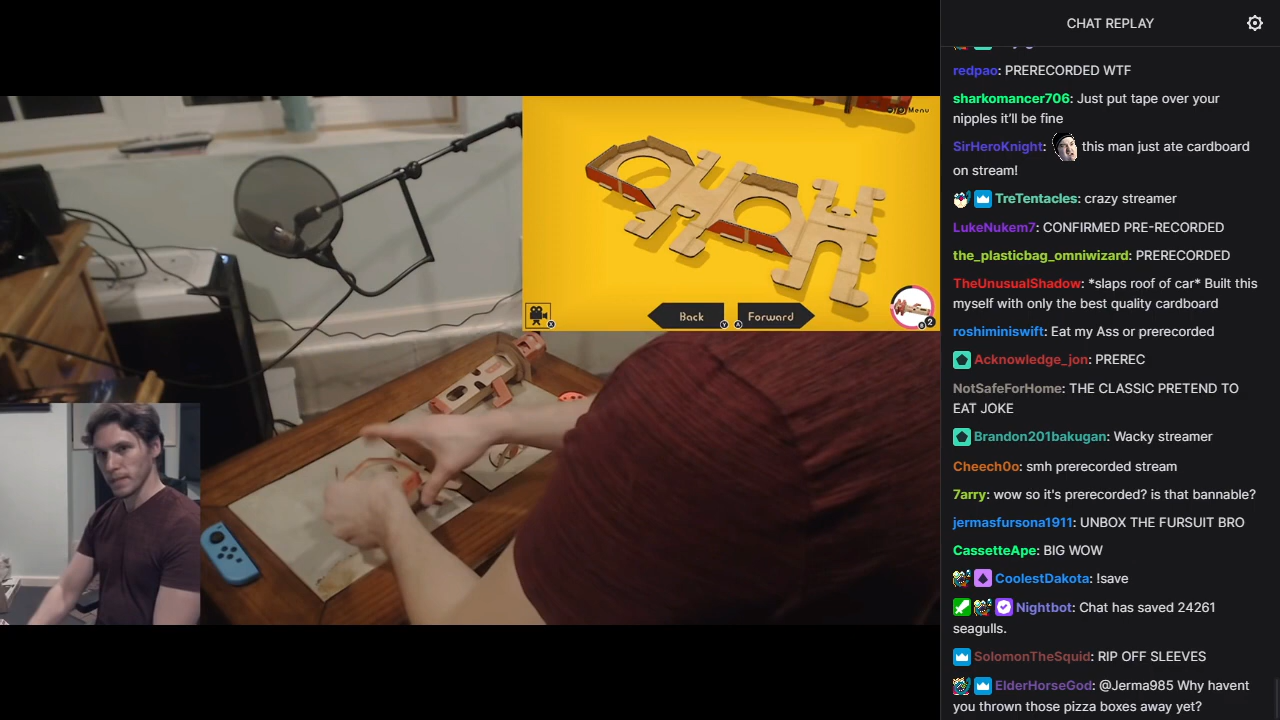 CHAT REPLAY
Menu
redpao: PRERECORDED WTF
sharkomancer706: Just put tape over your
nipples it'll be fine
SirHeroKnight: this man just ate cardboard
on stream!
TreTentacles: crazy streamer
LukeNukem7: CONFIRMED PRE-RECORDED
the_plasticbag_omniwizard: PRERECORDED
TheUnusualShadow: *slaps roof of car* Built this
myself with only the best quality cardboard
Back
Y
A
Forward
X
2
roshiminiswift: Eat my Ass or prerecorded
Acknowledge_jon: PREREC
NotSafeForHome: THE CLASSIC PRETEND TO
EAT JOKE
Brandon201bakugan: Wacky streamer
Cheech0o: smh prerecorded stream
7arry: wow so it's prerecorded? is that bannable?
jermasfursona1911: UNBOX THE FURSUIT BRO
CassetteApe: BIG WOW
CoolestDakota: !save
Nightbot: Chat has saved 24261
seagulls.
SolomonTheSquid: RIP OFF SLEEVES
ElderHorseGod: @Jerma985 Why havent
you thrown those pizza boxes away yet?